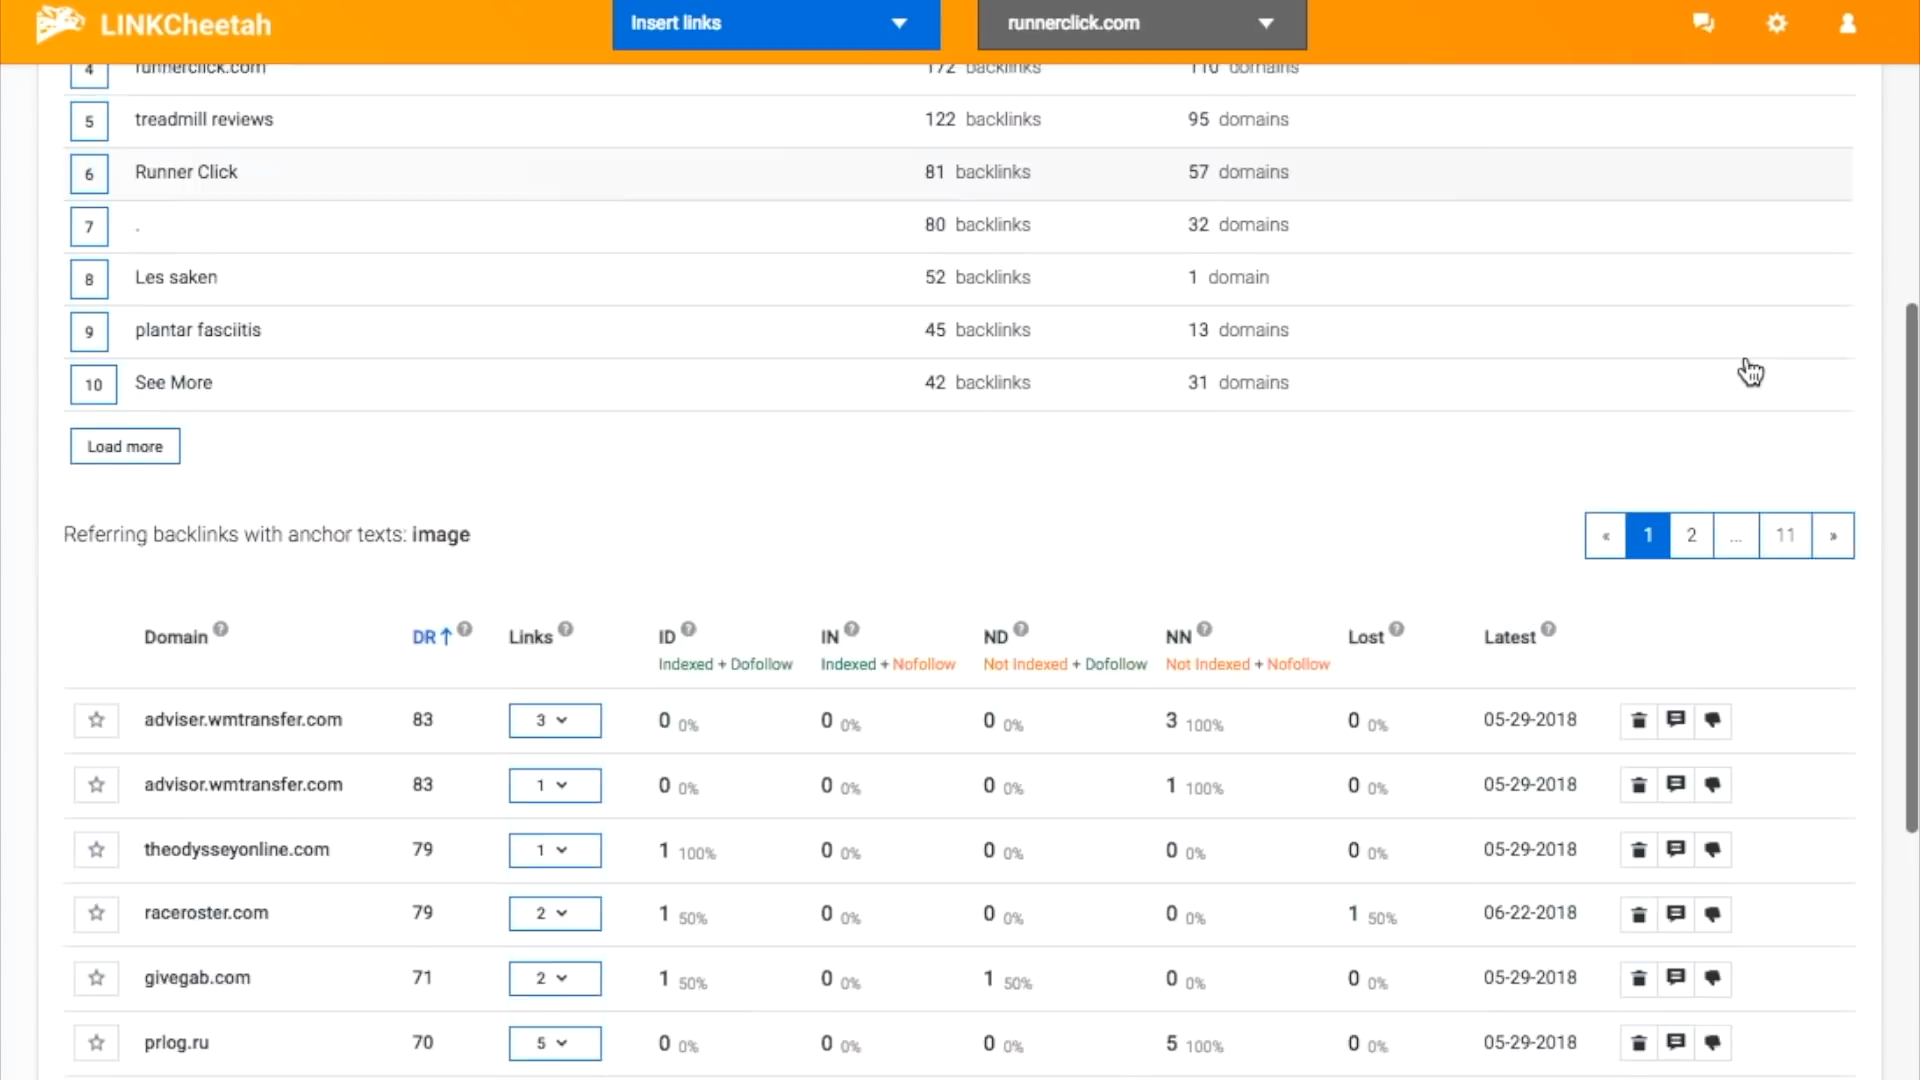 LINKCheetah
Insert links
runnerclick.com
4 runnerclick.com 172 backlinks 110 domains
5 treadmill reviews 122 backlinks 95 domains
6 Runner Click 81 backlinks 57 domains
7 . 80 backlinks 32 domains
8 Les saken 52 backlinks 1 domain
9 plantar fasciitis 45 backlinks 13 domains
10 See More 42 backlinks 31 domains
Load more
Referring backlinks with anchor texts: image
« 1 2 ... 11 »
Domain ? DR ↑ ? Links ? ID ? IN ? ND ? NN ? Lost ? Latest ?
Indexed + Dofollow Indexed + Nofollow Not Indexed + Dofollow Not Indexed + Nofollow
adviser.wmtransfer.com 83 3 0 0% 0 0% 0 0% 3 100% 0 0% 05-29-2018
advisor.wmtransfer.com 83 1 0 0% 0 0% 0 0% 1 100% 0 0% 05-29-2018
theodysseyonline.com 79 1 1 100% 0 0% 0 0% 0 0% 0 0% 05-29-2018
raceroster.com 79 2 1 50% 0 0% 0 0% 0 0% 1 50% 06-22-2018
givegab.com 71 2 1 50% 0 0% 1 50% 0 0% 0 0% 05-29-2018
prlog.ru 70 5 0 0% 0 0% 0 0% 5 100% 0 0% 05-29-2018